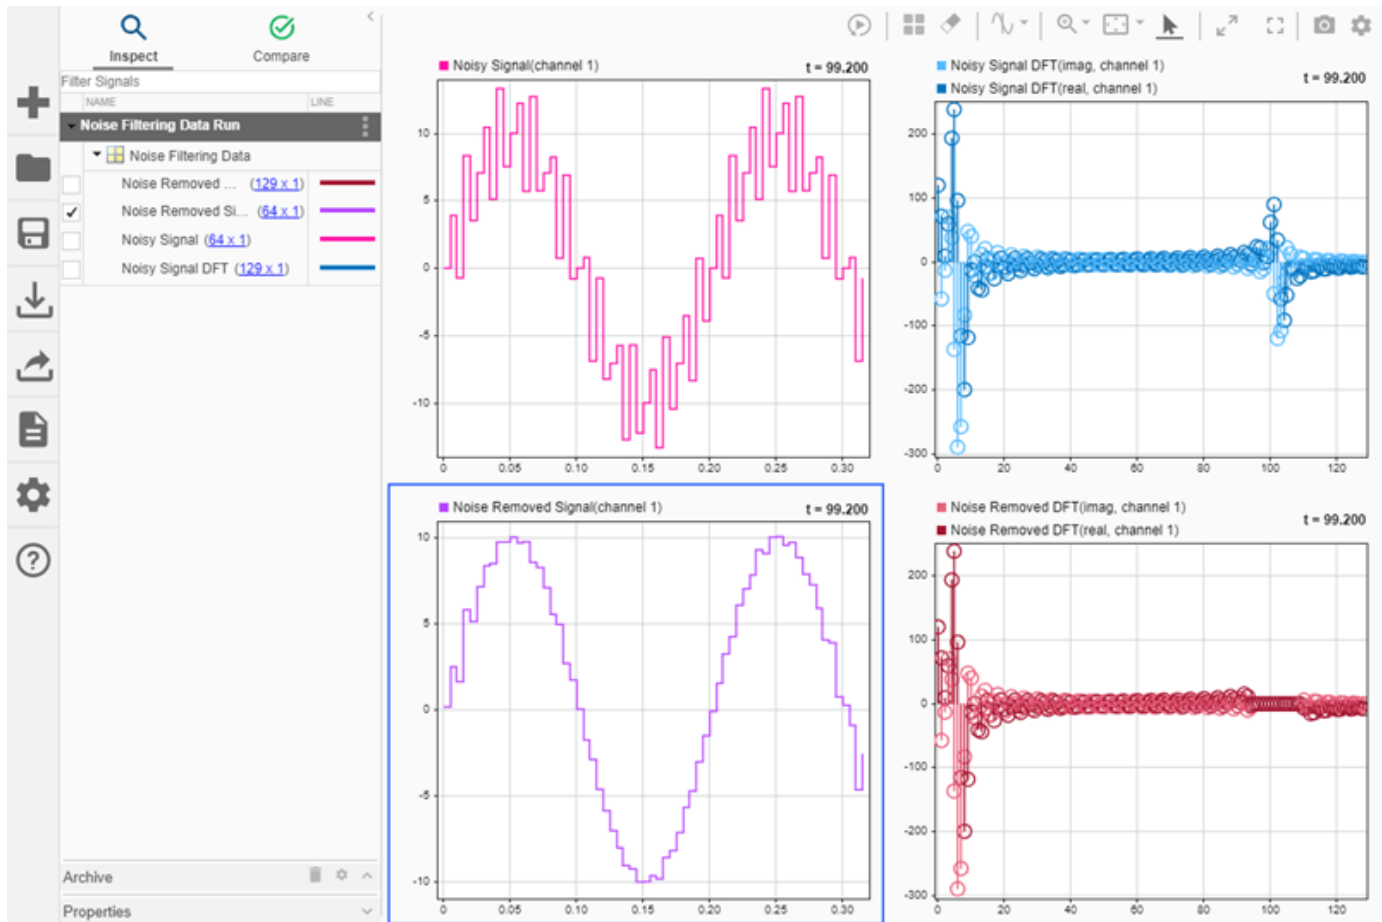 Inspect
Compare
Filter Signals
NAME
LINE
Noise Filtering Data Run
Noise Filtering Data
Noise Removed ... (129 x 1)
Noise Removed Si... (64 x 1)
Noisy Signal (64 x 1)
Noisy Signal DFT (129 x 1)
Archive
Properties
Noisy Signal(channel 1)
t = 99.200
10
5
0
-5
-10
0 0.05 0.10 0.15 0.20 0.25 0.30
Noisy Signal DFT(imag, channel 1)
Noisy Signal DFT(real, channel 1)
t = 99.200
200
100
0
-100
-200
-300
0 20 40 60 80 100 120
Noise Removed Signal(channel 1)
t = 99.200
10
5
0
-5
-10
0 0.05 0.10 0.15 0.20 0.25 0.30
Noise Removed DFT(imag, channel 1)
Noise Removed DFT(real, channel 1)
t = 99.200
200
100
0
-100
-200
-300
0 20 40 60 80 100 120